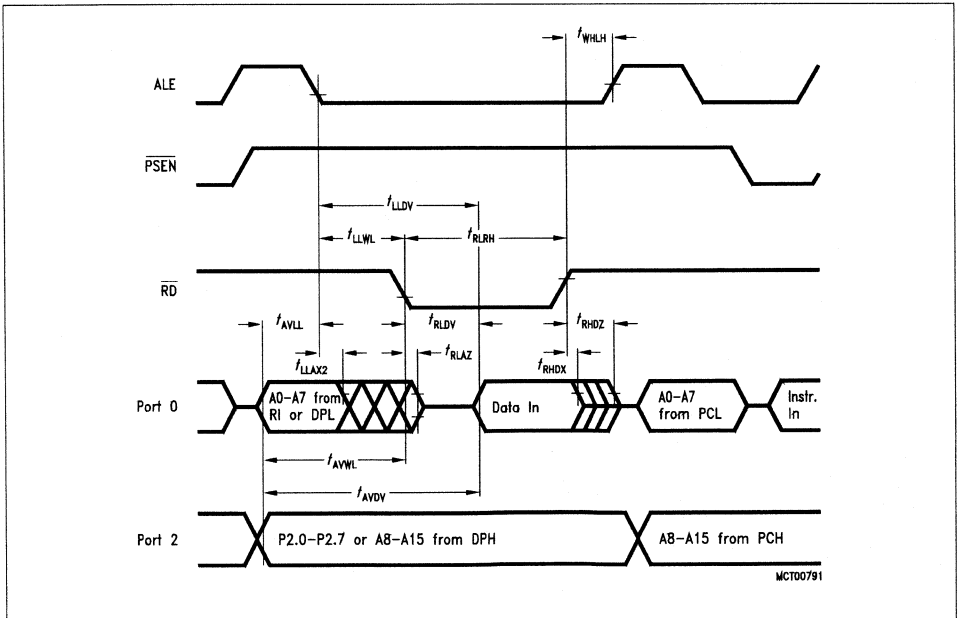 tWHLH
ALE
PSEN
tLLDV
tLLWL
tRLRH
RD
tAVLL
tRLDV
tRHDZ
tLLAX2
tRLAZ
tRHDX
Port 0
A0-A7 from
RI or DPL
Data In
A0-A7
from PCL
Instr.
In
tAVWL
tAVDV
Port 2
P2.0-P2.7 or A8-A15 from DPH
A8-A15 from PCH
MCT00791